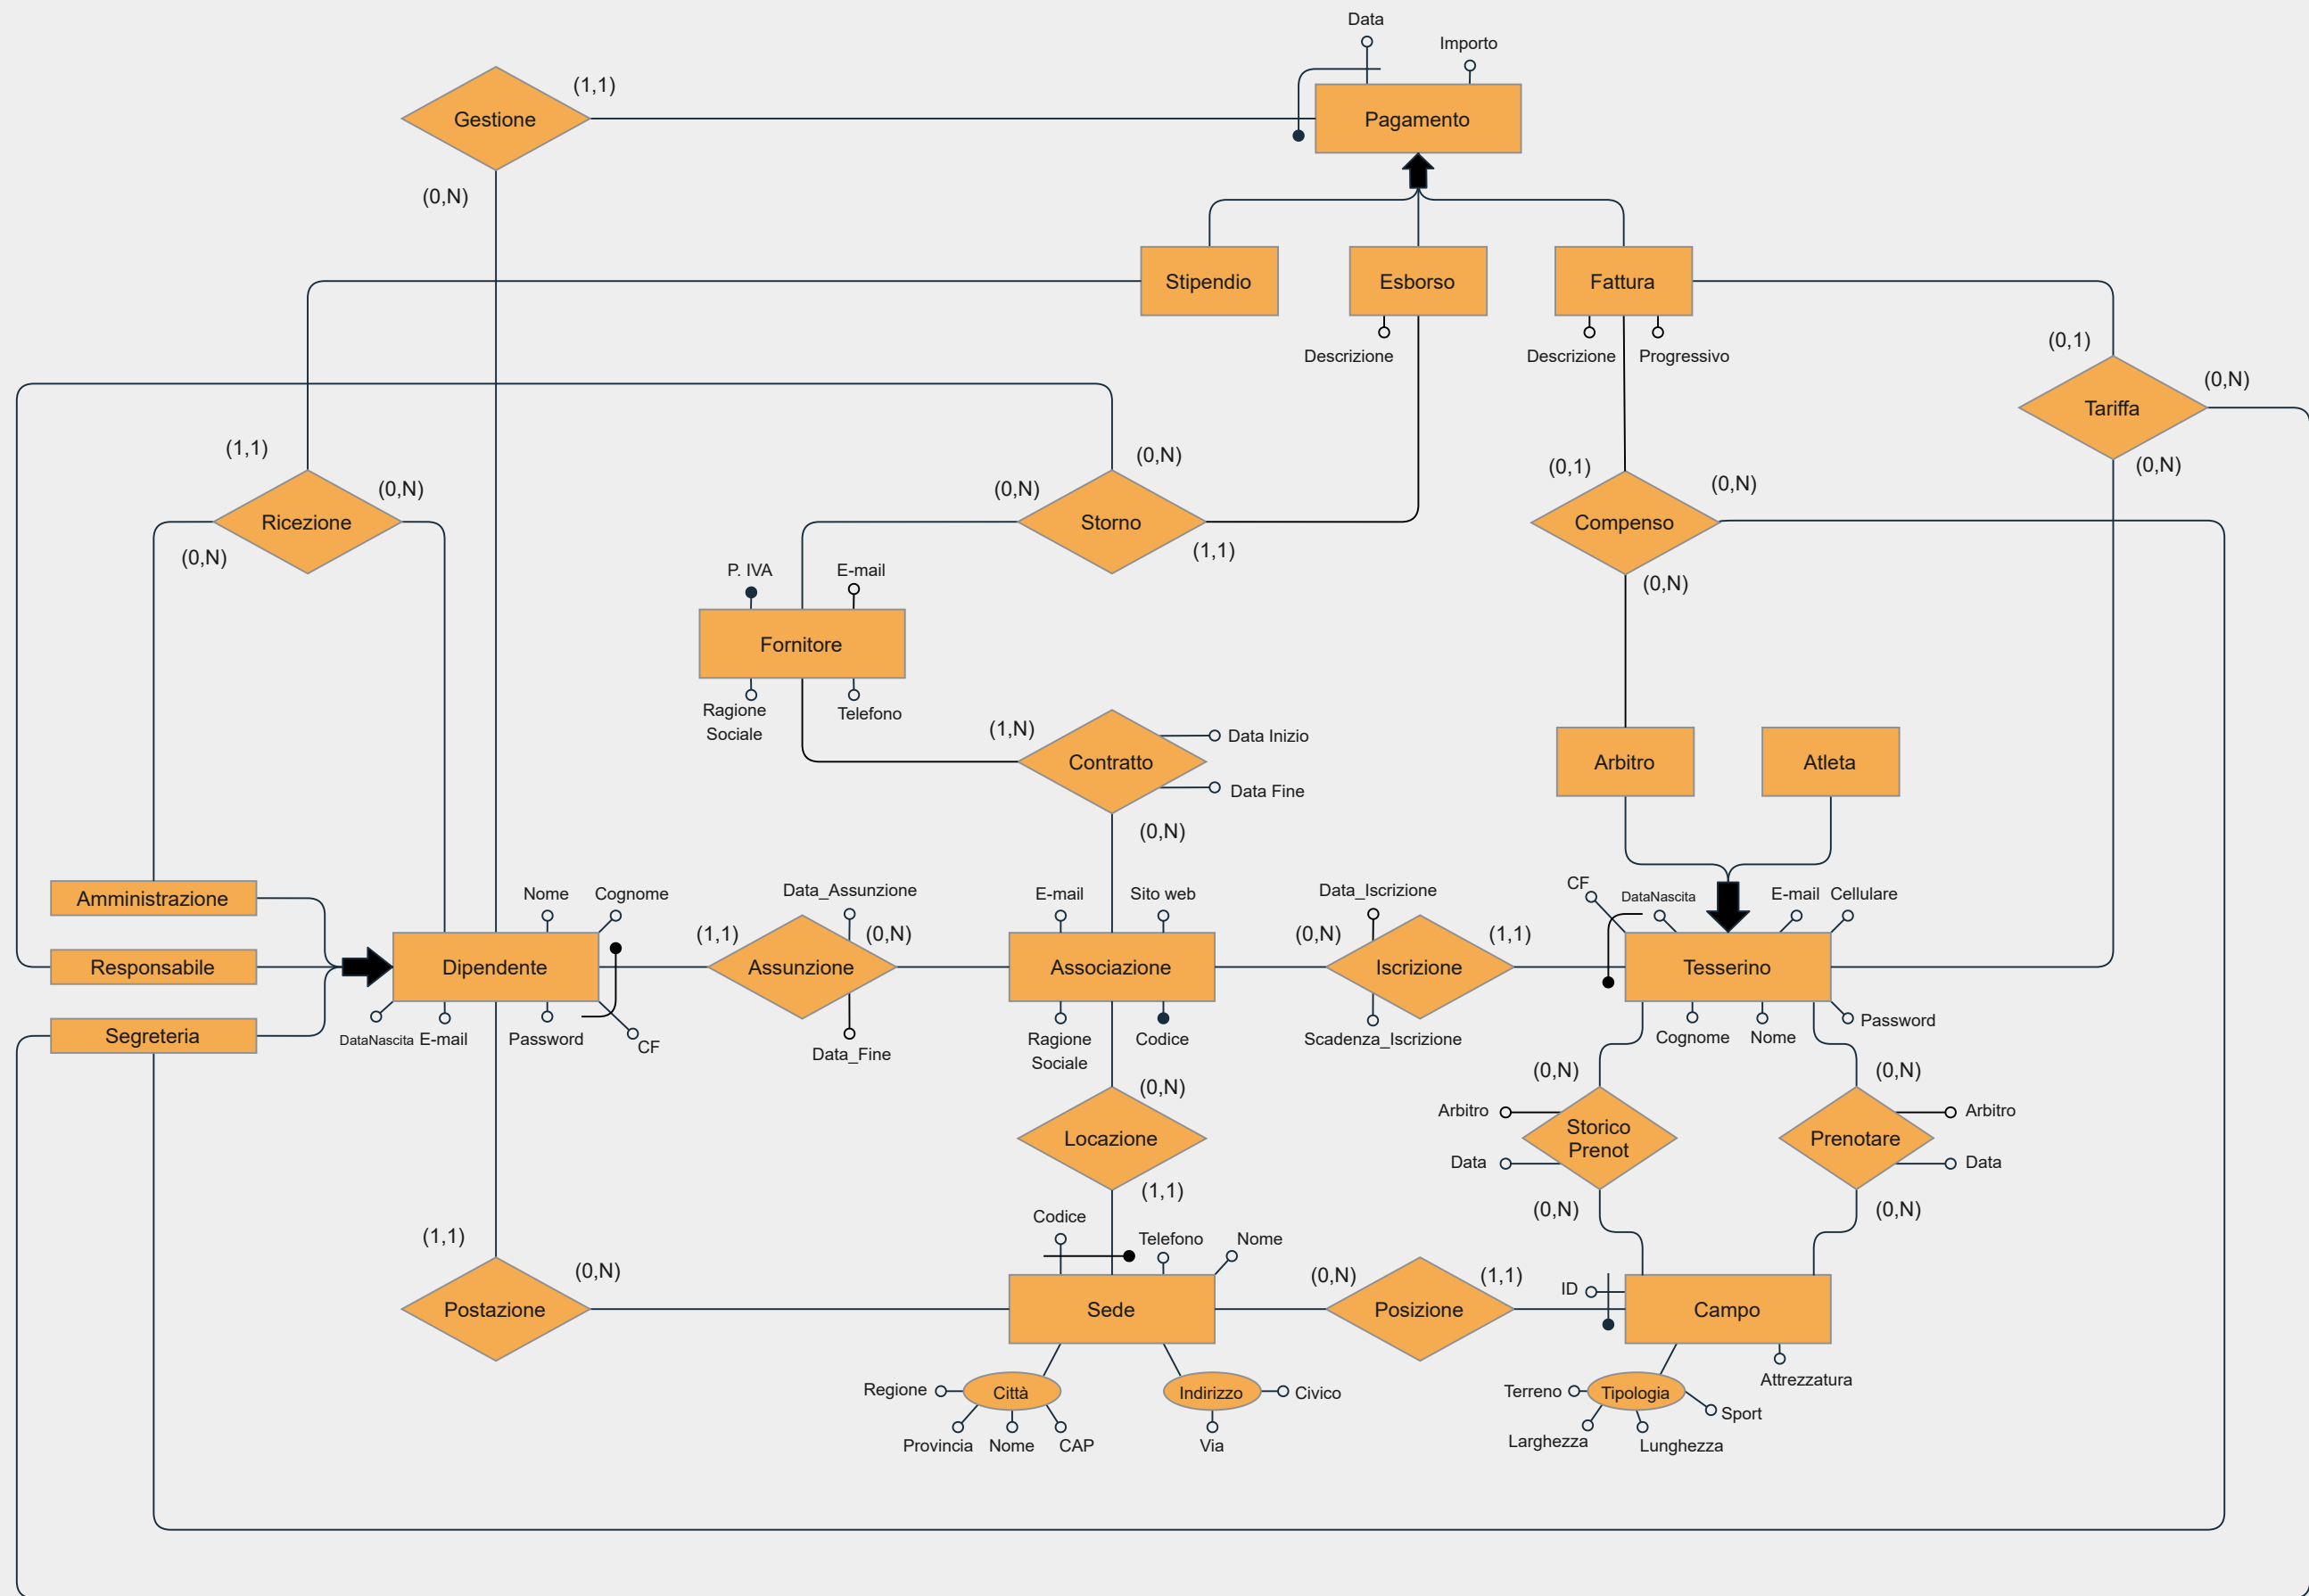 Data
Importo
(1,1)
Gestione
Pagamento
(0,N)
Stipendio
Esborso
Fattura
Descrizione
Descrizione
Progressivo
(0,1)
(0,N)
Tariffa
(0,N)
(1,1)
(0,N)
Ricezione
(0,N)
(0,N)
(0,N)
Storno
(1,1)
(0,1)
(0,N)
Compenso
(0,N)
P. IVA
E-mail
Fornitore
Ragione
Sociale
Telefono
(1,N)
Contratto
Data Inizio
Data Fine
(0,N)
Arbitro
Atleta
Amministrazione
Responsabile
Segreteria
Nome
Cognome
Dipendente
DataNascita
E-mail
Password
CF
(1,1)
Data_Assunzione
(0,N)
Assunzione
Data_Fine
E-mail
Sito web
Associazione
Ragione
Sociale
Codice
(0,N)
Data_Iscrizione
(1,1)
Iscrizione
Scadenza_Iscrizione
CF
DataNascita
E-mail
Cellulare
Tesserino
Cognome
Nome
Password
(0,N)
Locazione
(1,1)
(0,N)
(0,N)
Arbitro
Storico
Prenot
Data
Prenotare
Arbitro
Data
(0,N)
(0,N)
(1,1)
Postazione
(0,N)
Codice
Telefono
Nome
Sede
(0,N)
Posizione
(1,1)
ID
Campo
Attrezzatura
Regione
Città
Provincia
Nome
CAP
Indirizzo
Civico
Via
Terreno
Tipologia
Sport
Larghezza
Lunghezza